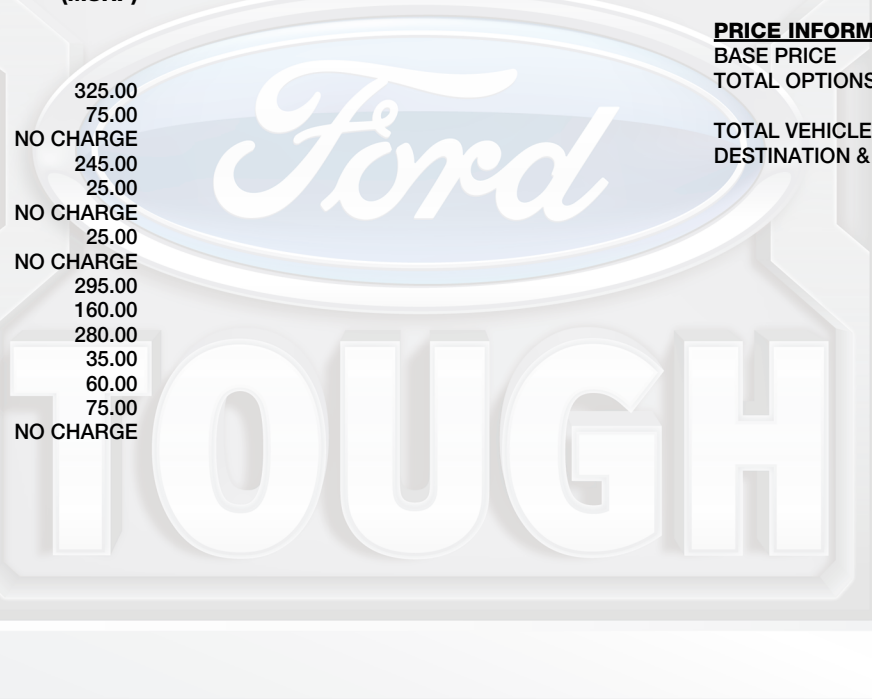 325.00
75.00
NO CHARGE
245.00
25.00
NO CHARGE
25.00
NO CHARGE
295.00
160.00
280.00
35.00
60.00
75.00
NO CHARGE
PRICE INFORM
BASE PRICE
TOTAL OPTIONS
TOTAL VEHICLE
DESTINATION &
Ford
TOUGH